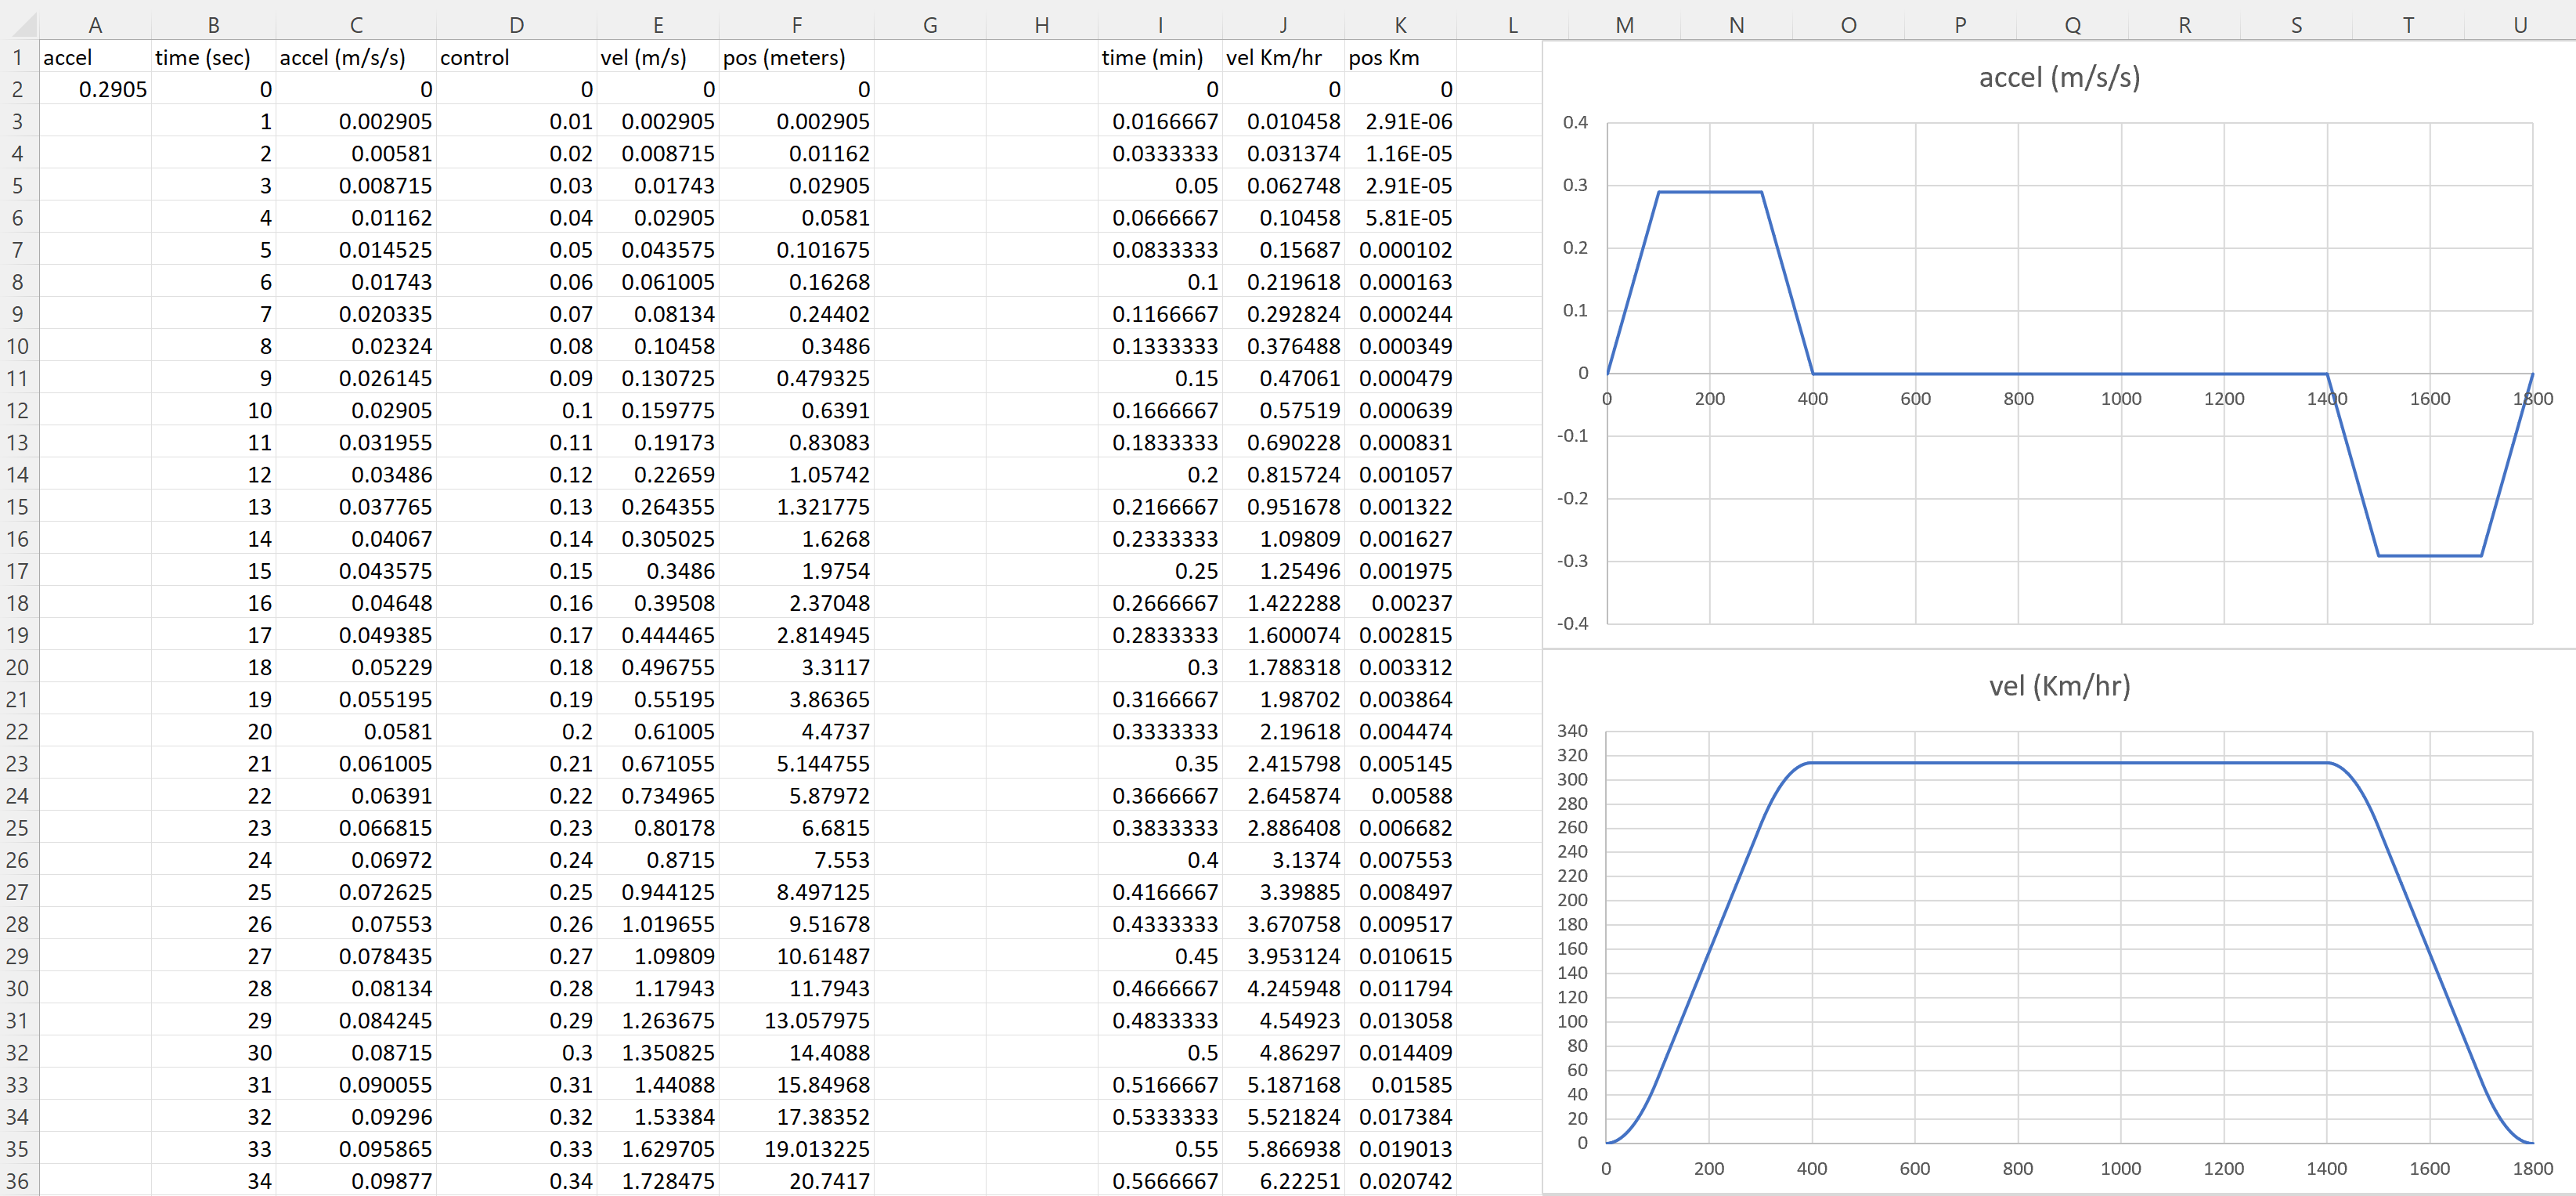 A B C D E F G H I J K L M N O P Q R S T U
1 accel time (sec) accel (m/s/s) control vel (m/s) pos (meters) time (min) vel Km/hr pos Km
2 0.2905 0 0 0 0 0 0 0 0
3 1 0.002905 0.01 0.002905 0.002905 0.0166667 0.010458 2.91E-06
4 2 0.00581 0.02 0.008715 0.01162 0.0333333 0.031374 1.16E-05
5 3 0.008715 0.03 0.01743 0.02905 0.05 0.062748 2.91E-05
6 4 0.01162 0.04 0.02905 0.0581 0.0666667 0.10458 5.81E-05
7 5 0.014525 0.05 0.043575 0.101675 0.0833333 0.15687 0.000102
8 6 0.01743 0.06 0.061005 0.16268 0.1 0.219618 0.000163
9 7 0.020335 0.07 0.08134 0.24402 0.1166667 0.292824 0.000244
10 8 0.02324 0.08 0.10458 0.3486 0.1333333 0.376488 0.000349
11 9 0.026145 0.09 0.130725 0.479325 0.15 0.47061 0.000479
12 10 0.02905 0.1 0.159775 0.6391 0.1666667 0.57519 0.000639
13 11 0.031955 0.11 0.19173 0.83083 0.1833333 0.690228 0.000831
14 12 0.03486 0.12 0.22659 1.05742 0.2 0.815724 0.001057
15 13 0.037765 0.13 0.264355 1.321775 0.2166667 0.951678 0.001322
16 14 0.04067 0.14 0.305025 1.6268 0.2333333 1.09809 0.001627
17 15 0.043575 0.15 0.3486 1.9754 0.25 1.25496 0.001975
18 16 0.04648 0.16 0.39508 2.37048 0.2666667 1.422288 0.00237
19 17 0.049385 0.17 0.444465 2.814945 0.2833333 1.600074 0.002815
20 18 0.05229 0.18 0.496755 3.3117 0.3 1.788318 0.003312
21 19 0.055195 0.19 0.55195 3.86365 0.3166667 1.98702 0.003864
22 20 0.0581 0.2 0.61005 4.4737 0.3333333 2.19618 0.004474
23 21 0.061005 0.21 0.671055 5.144755 0.35 2.415798 0.005145
24 22 0.06391 0.22 0.734965 5.87972 0.3666667 2.645874 0.00588
25 23 0.066815 0.23 0.80178 6.6815 0.3833333 2.886408 0.006682
26 24 0.06972 0.24 0.8715 7.553 0.4 3.1374 0.007553
27 25 0.072625 0.25 0.944125 8.497125 0.4166667 3.39885 0.008497
28 26 0.07553 0.26 1.019655 9.51678 0.4333333 3.670758 0.009517
29 27 0.078435 0.27 1.09809 10.61487 0.45 3.953124 0.010615
30 28 0.08134 0.28 1.17943 11.7943 0.4666667 4.245948 0.011794
31 29 0.084245 0.29 1.263675 13.057975 0.4833333 4.54923 0.013058
32 30 0.08715 0.3 1.350825 14.4088 0.5 4.86297 0.014409
33 31 0.090055 0.31 1.44088 15.84968 0.5166667 5.187168 0.01585
34 32 0.09296 0.32 1.53384 17.38352 0.5333333 5.521824 0.017384
35 33 0.095865 0.33 1.629705 19.013225 0.55 5.866938 0.019013
36 34 0.09877 0.34 1.728475 20.7417 0.5666667 6.22251 0.020742
accel (m/s/s)
0.4
0.3
0.2
0.1
0
0 200 400 600 800 1000 1200 1400 1600 1800
-0.1
-0.2
-0.3
-0.4
vel (Km/hr)
340
320
300
280
260
240
220
200
180
160
140
120
100
80
60
40
20
0
0 200 400 600 800 1000 1200 1400 1600 1800